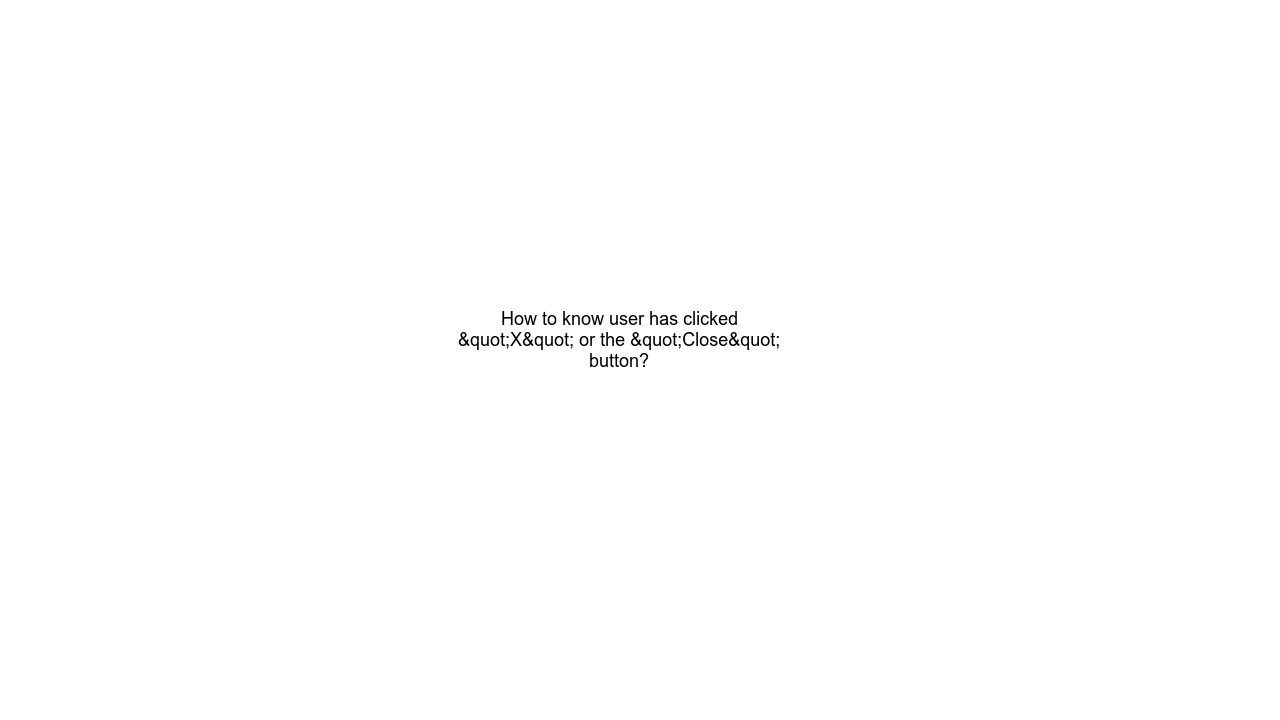 How to know user has clicked
&quot;X&quot; or the &quot;Close&quot;
button?